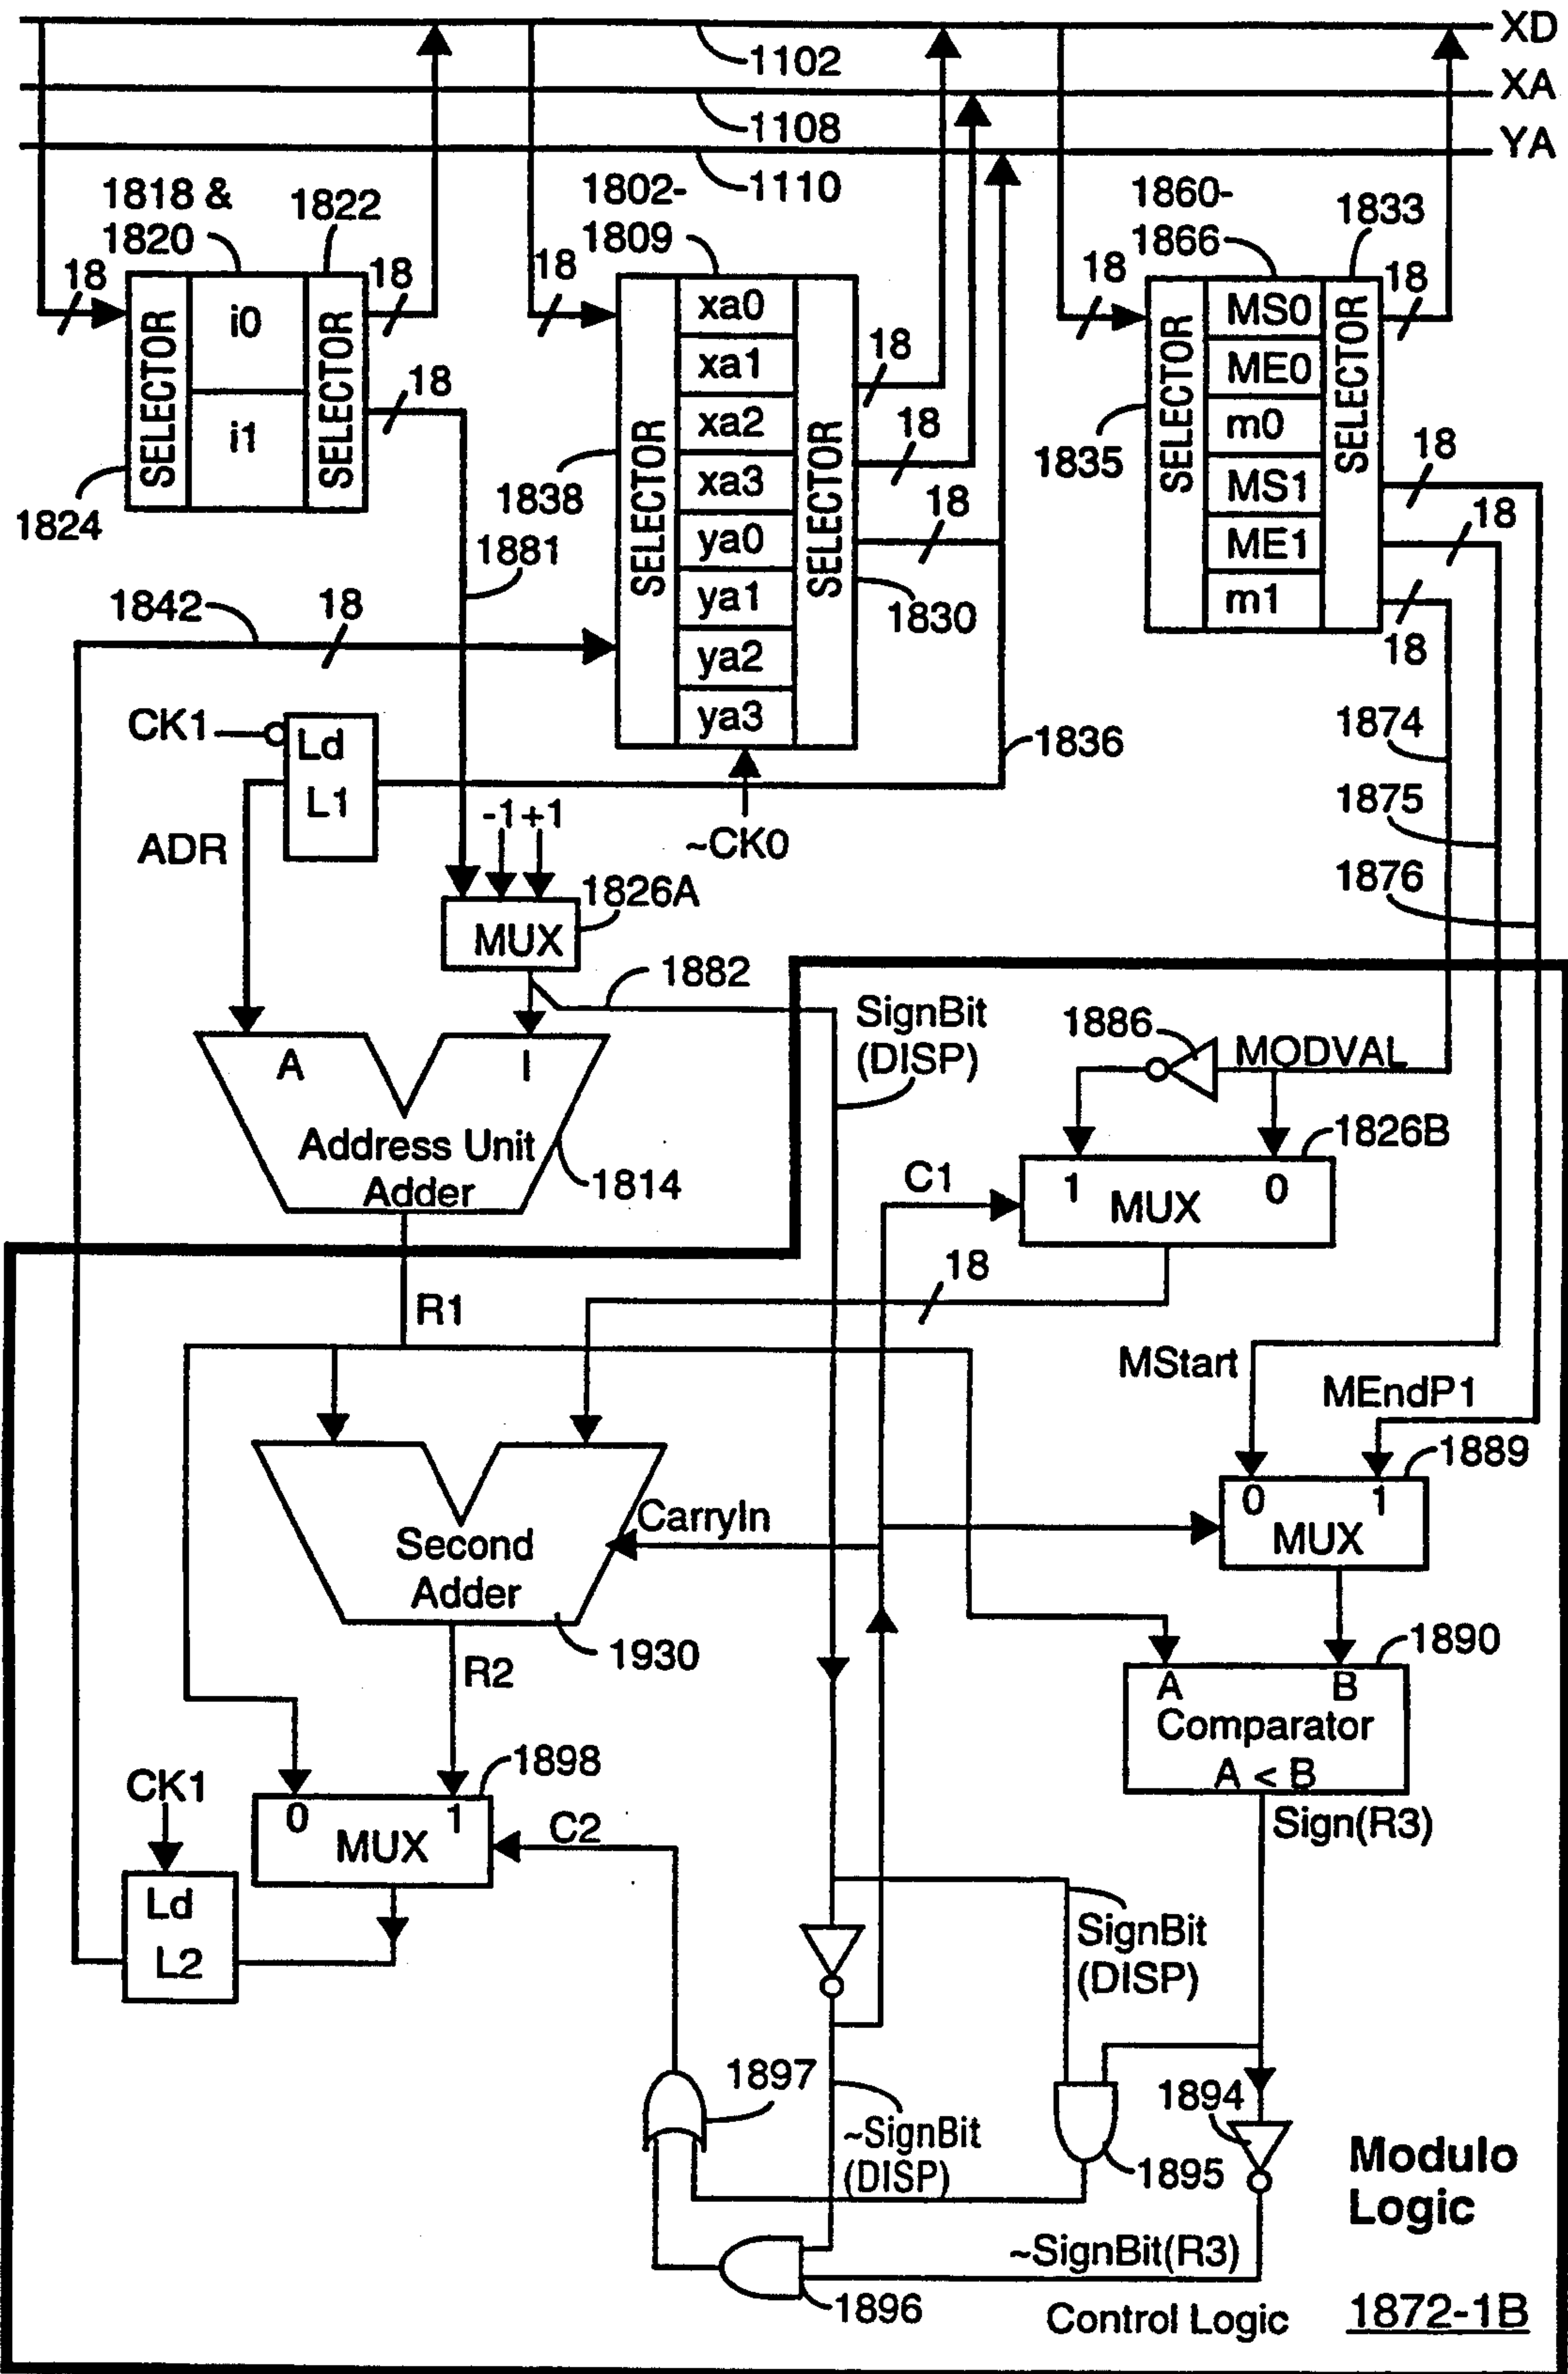 XD
1102
XA
1108
YA
1110
1818 &
1820
1822
1802-
1809
1860-
1866
1833
18
18
18
18
18
SELECTOR
i0
i1
SELECTOR
18
1824
SELECTOR
xa0
xa1
xa2
xa3
ya0
ya1
ya2
ya3
SELECTOR
18
18
18
1838
1830
SELECTOR
MS0
ME0
m0
MS1
ME1
m1
SELECTOR
1835
18
18
18
1881
1842
18
CK1
Ld
L1
1836
1874
1875
1876
-1
+1
~CK0
ADR
1826A
MUX
1882
SignBit
(DISP)
1886
MODVAL
A
I
Address Unit
Adder
1814
1826B
C1
1
0
MUX
18
R1
MStart
MEndP1
1889
0
1
MUX
CarryIn
Second
Adder
1930
R2
1890
A
B
Comparator
A < B
Sign(R3)
1898
CK1
0
1
MUX
C2
Ld
L2
SignBit
(DISP)
1897
~SignBit
(DISP)
1894
1895
Modulo
Logic
~SignBit(R3)
1896
Control Logic
1872-1B